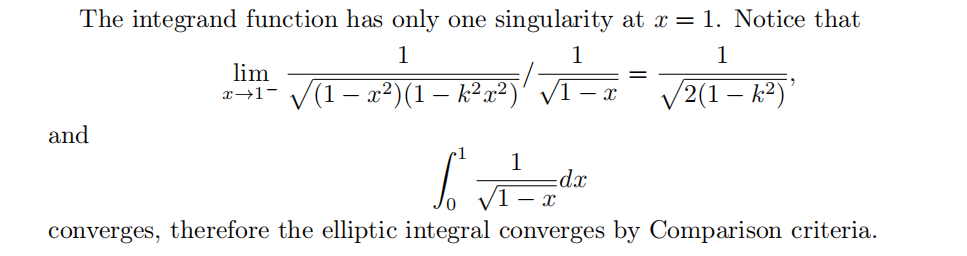 The integrand function has only one singularity at $x = 1$. Notice that
$$\lim_{x \to 1^-} \frac{1}{\sqrt{(1-x^2)(1-k^2x^2)}} / \frac{1}{\sqrt{1-x}} = \frac{1}{\sqrt{2(1-k^2)}},$$
and
$$\int_0^1 \frac{1}{\sqrt{1-x}} dx$$
converges, therefore the elliptic integral converges by Comparison criteria.